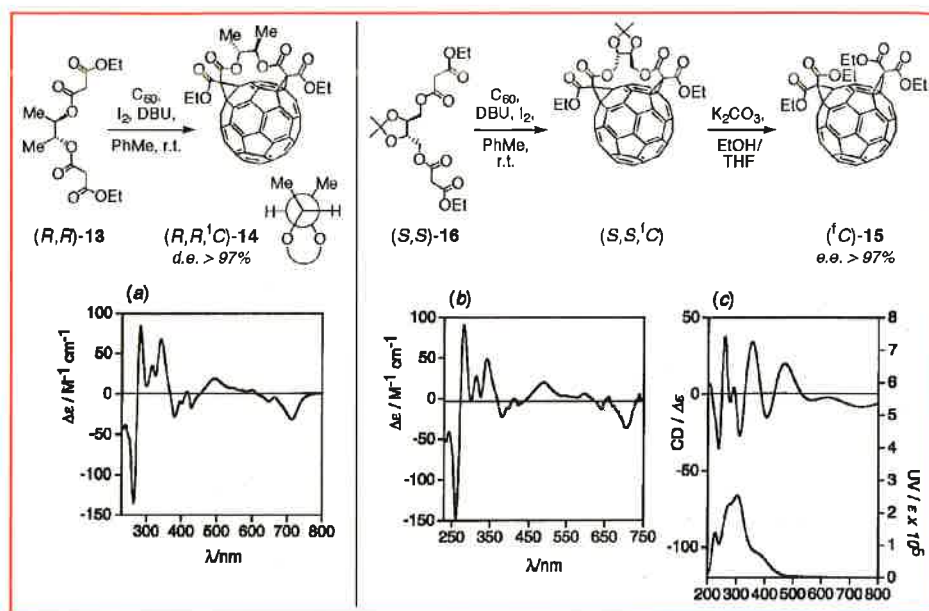 OEt
O
O
O
Me
Me
O
O
O
OEt
C60,
I2, DBU,
PhMe, r.t.
Me Me
O O O O
EtO O O OEt
Me Me
H H
O O
(R,R)-13
(R,R,fC)-14
d.e. > 97%
OEt
O
O
O
Me2C
O
O
O
O
O
O
OEt
C60,
DBU, I2,
PhMe, r.t.
CMe2
O O
O O O O
EtO O O OEt
K2CO3,
EtOH/
THF
O OEt EtO O
EtO O O OEt
(S,S)-16
(S,S,fC)
(fC)-15
e.e. > 97%
(a)
100
50
0
-50
-100
-150
Δε / M-1 cm-1
300 400 500 600 700 800
λ/nm
(b)
100
50
0
-50
-100
-150
Δε / M-1 cm-1
250 350 450 550 650 750
λ/nm
(c)
50
0
-50
-100
CD / Δε
8
7
6
5
4
3
2
1
0
UV / ε x 105
200 300 400 500 600 700 800